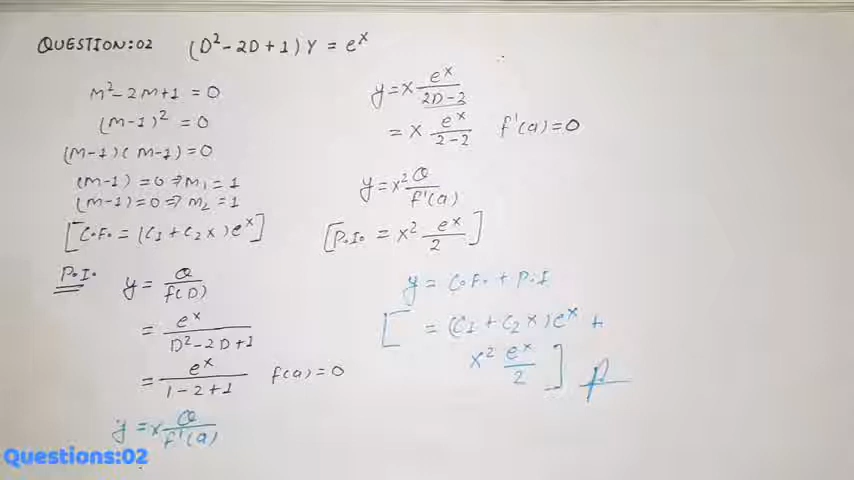 QUESTION:02 (D²-2D+1)Y = eˣ
m²-2m+1 = 0
(m-1)² = 0
(m-1)(m-1) = 0
(m-1) = 0 ⇒ m₁ = 1
(m-1) = 0 ⇒ m₂ = 1
[C.F. = (C₁ + C₂x)eˣ]
P.I. y = Q / f(D)
= eˣ / D²-2D+1
= eˣ / 1-2+1 f(a) = 0
y = x Q / f'(a)
y = x eˣ / 2D-2
= x eˣ / 2-2 f'(a) = 0
y = x² Q / f'(a)
[P.I. = x² eˣ / 2]
y = C.F. + P.I
[ = (C1 + C2x)eˣ +
x² eˣ / 2 ]
Questions:02